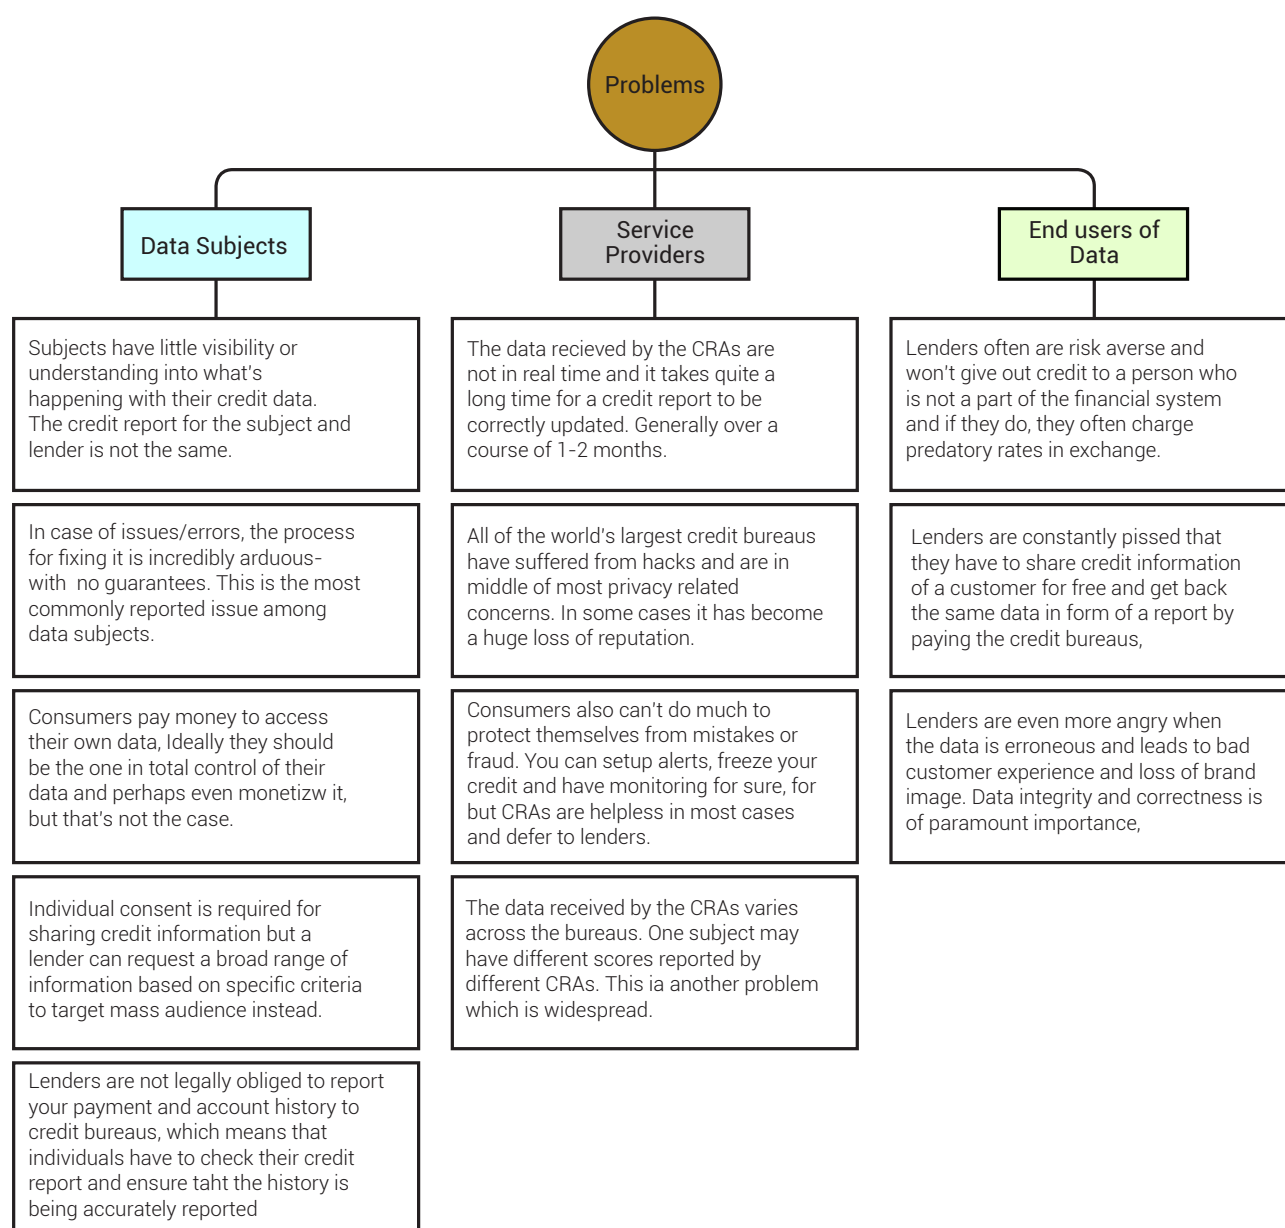 Problems
Data Subjects
Service
Providers
End users of
Data
Subjects have little visibility or
understanding into what's
happening with their credit data.
The credit report for the subject and
lender is not the same.
In case of issues/errors, the process
for fixing it is incredibly arduous-
with  no guarantees. This is the most
commonly reported issue among
data subjects.
Consumers pay money to access
their own data, Ideally they should
be the one in total control of their
data and perhaps even monetizw it,
but that's not the case.
Individual consent is required for
sharing credit information but a
lender can request a broad range of
information based on specific criteria
to target mass audience instead.
Lenders are not legally obliged to report
your payment and account history to
credit bureaus, which means that
individuals have to check their credit
report and ensure taht the history is
being accurately reported
The data recieved by the CRAs are
not in real time and it takes quite a
long time for a credit report to be
correctly updated. Generally over a
course of 1-2 months.
All of the world's largest credit bureaus
have suffered from hacks and are in
middle of most privacy related
concerns. In some cases it has become
a huge loss of reputation.
Consumers also can't do much to
protect themselves from mistakes or
fraud. You can setup alerts, freeze your
credit and have monitoring for sure, for
but CRAs are helpless in most cases
and defer to lenders.
The data received by the CRAs varies
across the bureaus. One subject may
have different scores reported by
different CRAs. This ia another problem
which is widespread.
Lenders often are risk averse and
won't give out credit to a person who
is not a part of the financial system
and if they do, they often charge
predatory rates in exchange.
Lenders are constantly pissed that
they have to share credit information
of a customer for free and get back
the same data in form of a report by
paying the credit bureaus,
Lenders are even more angry when
the data is erroneous and leads to bad
customer experience and loss of brand
image. Data integrity and correctness is
of paramount importance,